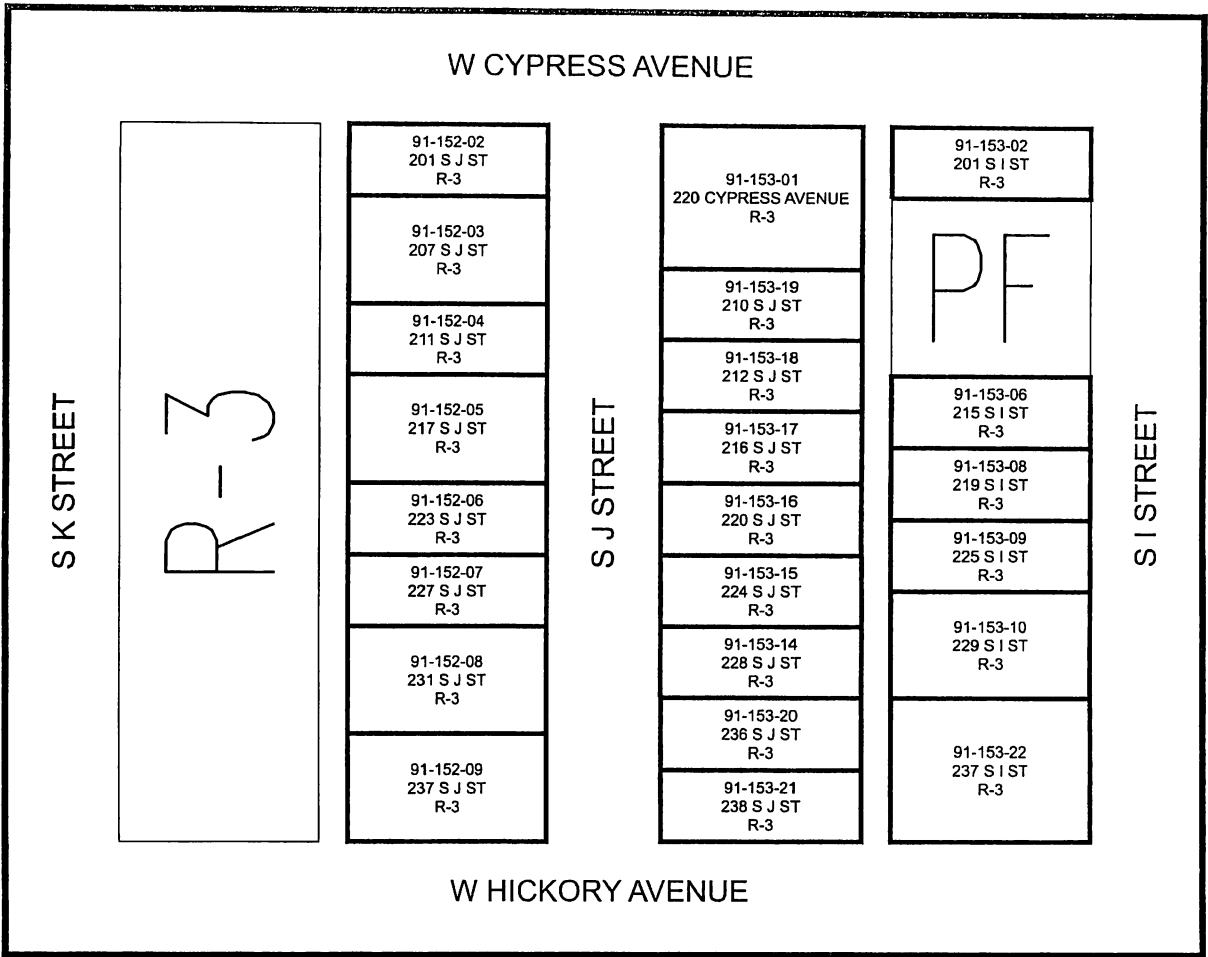 W CYPRESS AVENUE
S K STREET
R-3
91-152-02
201 S J ST
R-3
91-152-03
207 S J ST
R-3
91-152-04
211 S J ST
R-3
91-152-05
217 S J ST
R-3
91-152-06
223 S J ST
R-3
91-152-07
227 S J ST
R-3
91-152-08
231 S J ST
R-3
91-152-09
237 S J ST
R-3
S J STREET
91-153-01
220 CYPRESS AVENUE
R-3
91-153-19
210 S J ST
R-3
91-153-18
212 S J ST
R-3
91-153-17
216 S J ST
R-3
91-153-16
220 S J ST
R-3
91-153-15
224 S J ST
R-3
91-153-14
228 S J ST
R-3
91-153-20
236 S J ST
R-3
91-153-21
238 S J ST
R-3
91-153-02
201 S I ST
R-3
PF
91-153-06
215 S I ST
R-3
91-153-08
219 S I ST
R-3
91-153-09
225 S I ST
R-3
91-153-10
229 S I ST
R-3
91-153-22
237 S I ST
R-3
S I STREET
W HICKORY AVENUE